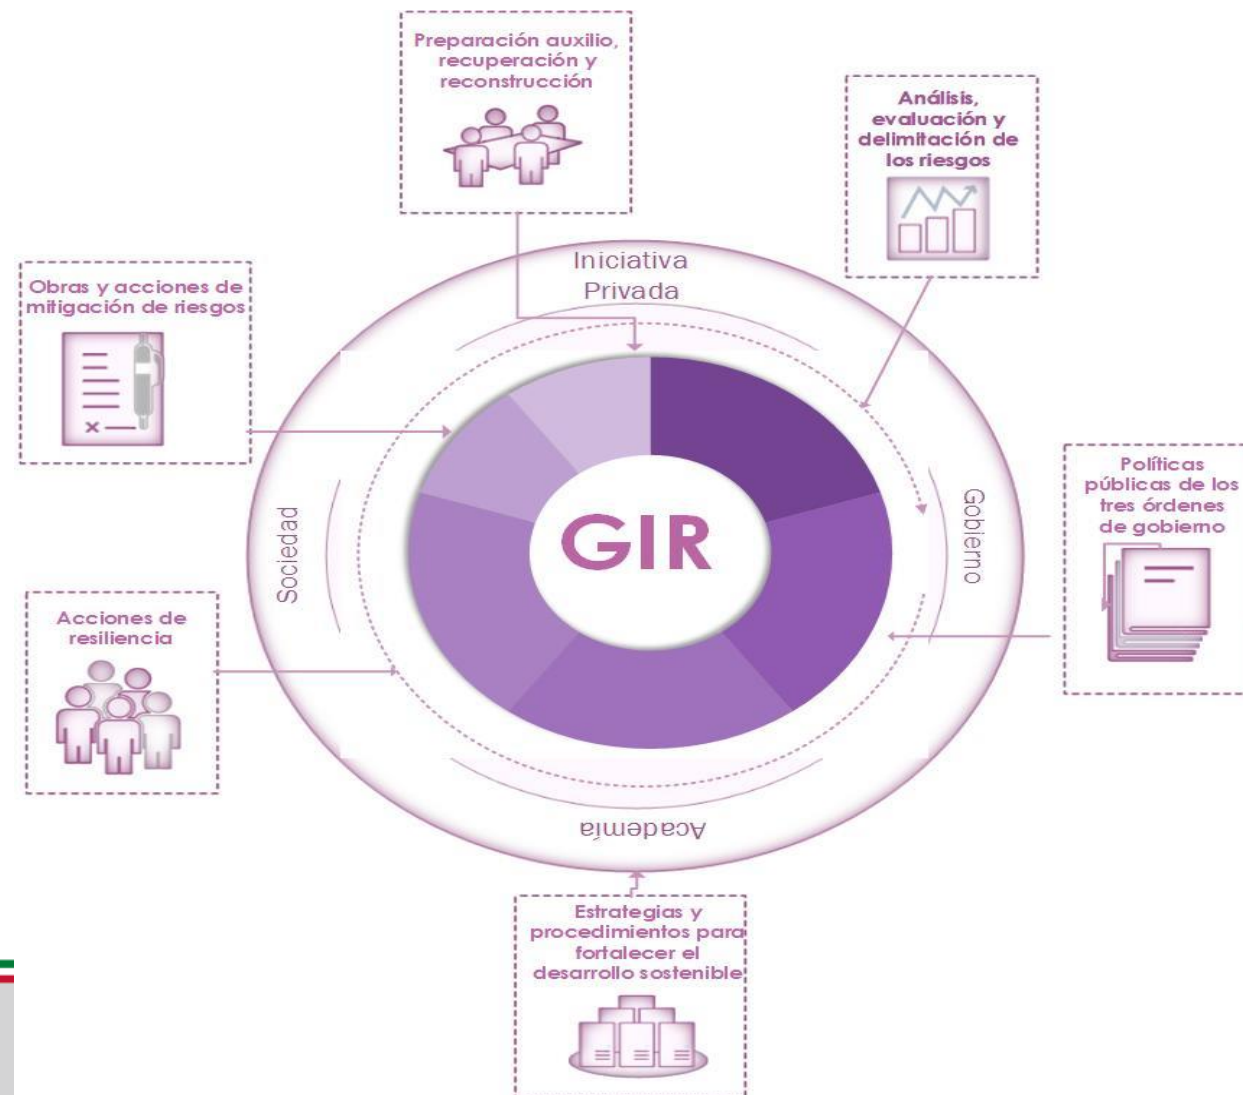 Preparación auxilio,
recuperación y
reconstrucción
Análisis,
evaluación y
delimitación de
los riesgos
Iniciativa
Privada
Obras y acciones de
mitigación de riesgos
Políticas
públicas de los
tres órdenes
de gobierno
GIR
Gobierno
Sociedad
Acciones de
resiliencia
Academía
Estrategias y
procedimientos para
fortalecer el
desarrollo sostenible